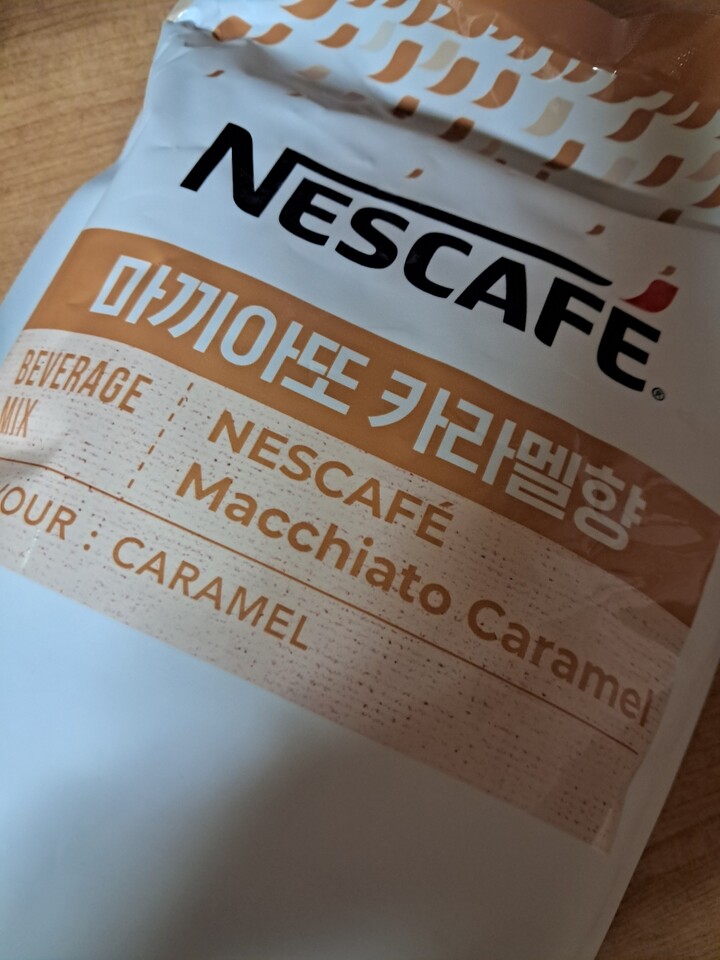 NESCAFÉ®
마끼아또 카라멜향
BEVERAGE
MIX
NESCAFÉ
Macchiato Caramel
OUR : CARAMEL